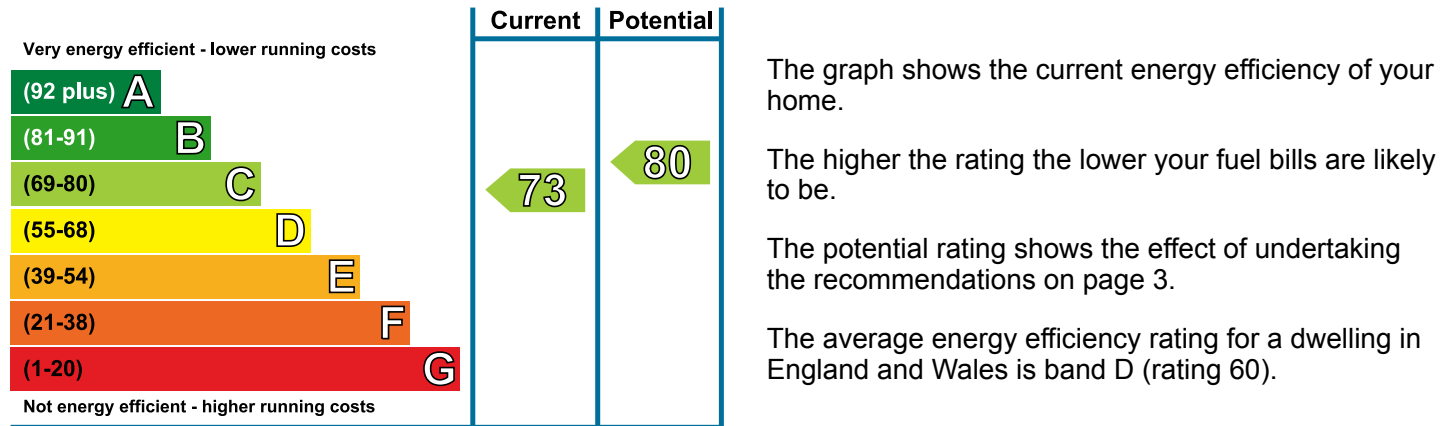 Current Potential
Very energy efficient - lower running costs
(92 plus) A
(81-91) B
(69-80) C
(55-68) D
(39-54) E
(21-38) F
(1-20) G
Not energy efficient - higher running costs
73
80
The graph shows the current energy efficiency of your
home.
The higher the rating the lower your fuel bills are likely
to be.
The potential rating shows the effect of undertaking
the recommendations on page 3.
The average energy efficiency rating for a dwelling in
England and Wales is band D (rating 60).